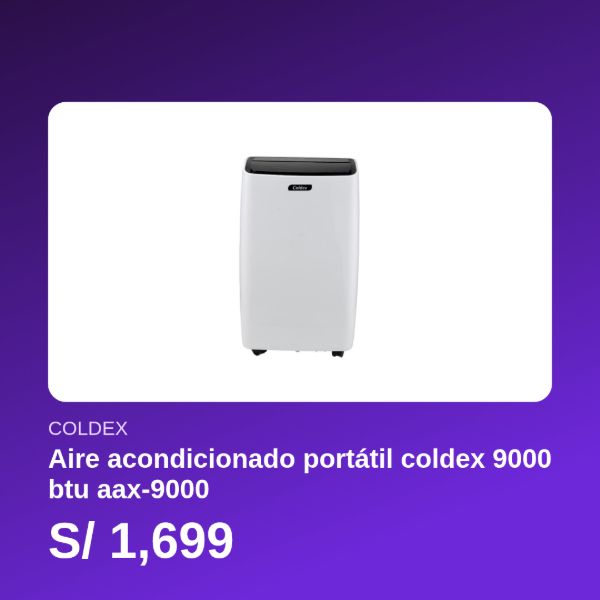 Coldex
COLDEX
Aire acondicionado portátil coldex 9000
btu aax-9000
S/ 1,699